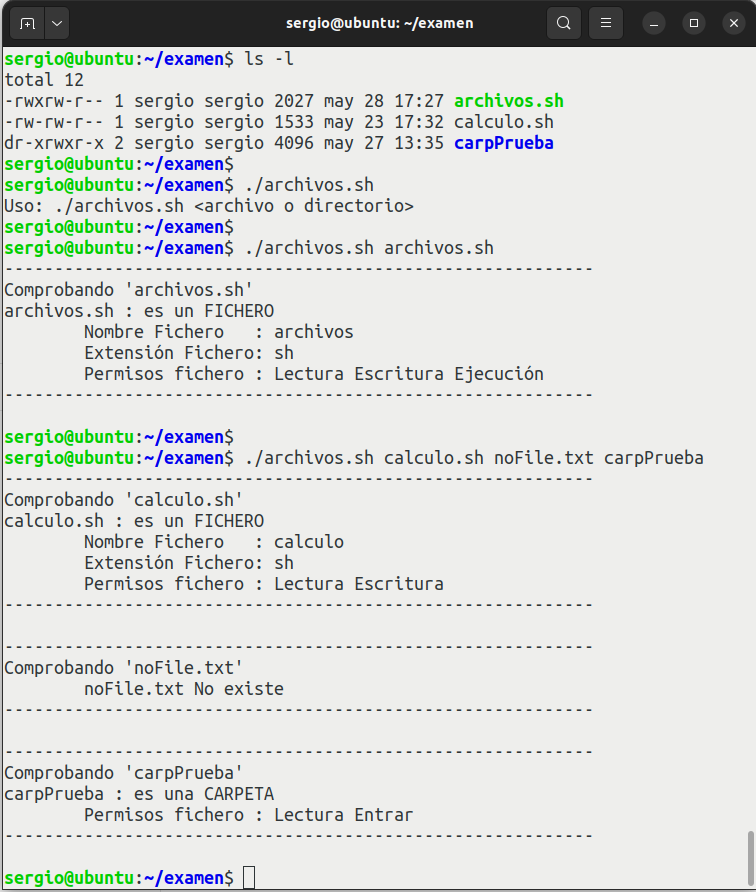 sergio@ubuntu: ~/examen
sergio@ubuntu:~/examen$ ls -l
total 12
-rwxrw-r-- 1 sergio sergio 2027 may 28 17:27 archivos.sh
-rw-rw-r-- 1 sergio sergio 1533 may 23 17:32 calculo.sh
dr-xrwxr-x 2 sergio sergio 4096 may 27 13:35 carpPrueba
sergio@ubuntu:~/examen$
sergio@ubuntu:~/examen$ ./archivos.sh
Uso: ./archivos.sh <archivo o directorio>
sergio@ubuntu:~/examen$
sergio@ubuntu:~/examen$ ./archivos.sh archivos.sh
-----------------------------------------------------------
Comprobando 'archivos.sh'
archivos.sh : es un FICHERO
        Nombre Fichero   : archivos
        Extensión Fichero: sh
        Permisos fichero : Lectura Escritura Ejecución
-----------------------------------------------------------
sergio@ubuntu:~/examen$
sergio@ubuntu:~/examen$ ./archivos.sh calculo.sh noFile.txt carpPrueba
-----------------------------------------------------------
Comprobando 'calculo.sh'
calculo.sh : es un FICHERO
        Nombre Fichero   : calculo
        Extensión Fichero: sh
        Permisos fichero : Lectura Escritura
-----------------------------------------------------------
-----------------------------------------------------------
Comprobando 'noFile.txt'
        noFile.txt No existe
-----------------------------------------------------------
-----------------------------------------------------------
Comprobando 'carpPrueba'
carpPrueba : es una CARPETA
        Permisos fichero : Lectura Entrar
-----------------------------------------------------------
sergio@ubuntu:~/examen$